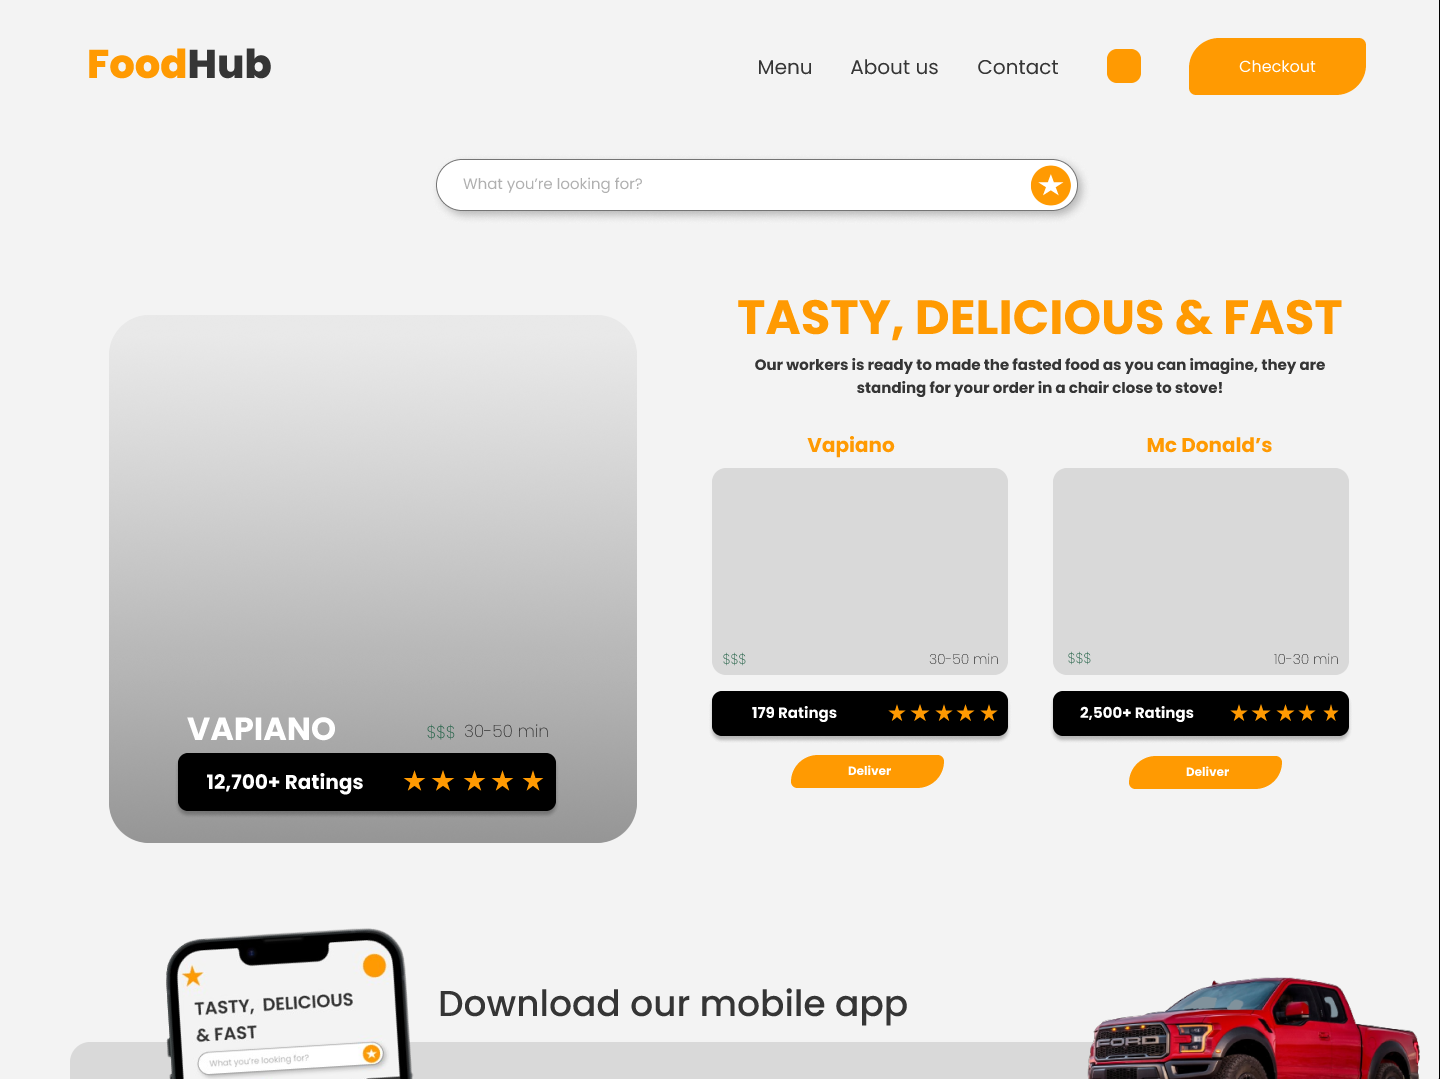 FoodHub
Menu
About us
Contact
Checkout
What you’re looking for?
TASTY, DELICIOUS & FAST
Our workers is ready to made the fasted food as you can imagine, they are
standing for your order in a chair close to stove!
Vapiano
Mc Donald’s
$$$
30-50 min
$$$
10-30 min
179 Ratings
2,500+ Ratings
Deliver
Deliver
VAPIANO
$$$ 30-50 min
12,700+ Ratings
TASTY, DELICIOUS
& FAST
What you’re looking for?
Download our mobile app
FORD